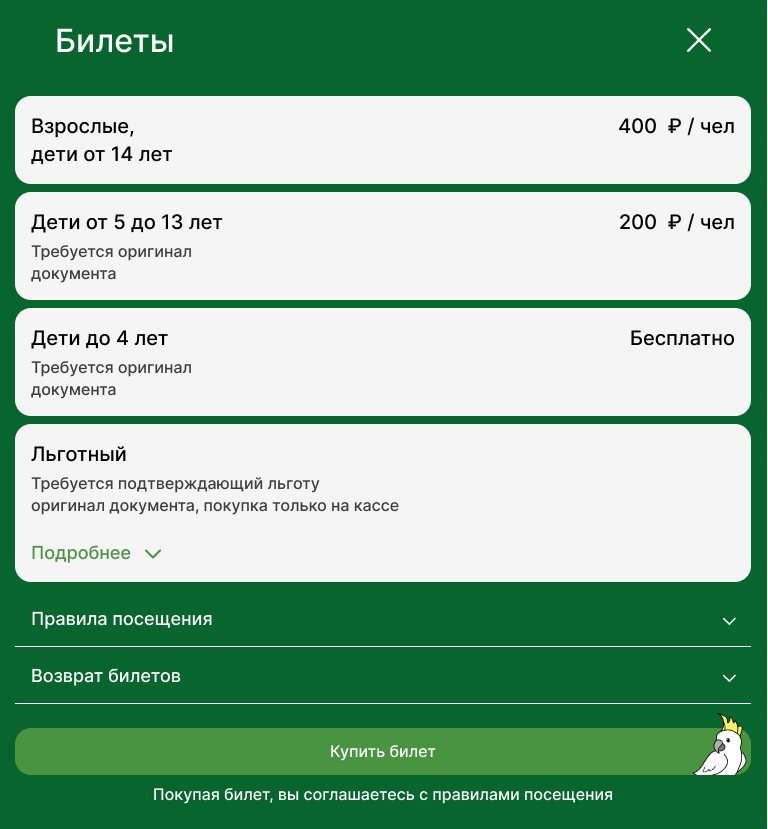 Билеты
Взрослые,
дети от 14 лет
400 ₽ / чел
Дети от 5 до 13 лет
200 ₽ / чел
Требуется оригинал
документа
Дети до 4 лет
Бесплатно
Требуется оригинал
документа
Льготный
Требуется подтверждающий льготу
оригинал документа, покупка только на кассе
Подробнее
Правила посещения
Возврат билетов
Купить билет
Покупая билет, вы соглашаетесь с правилами посещения